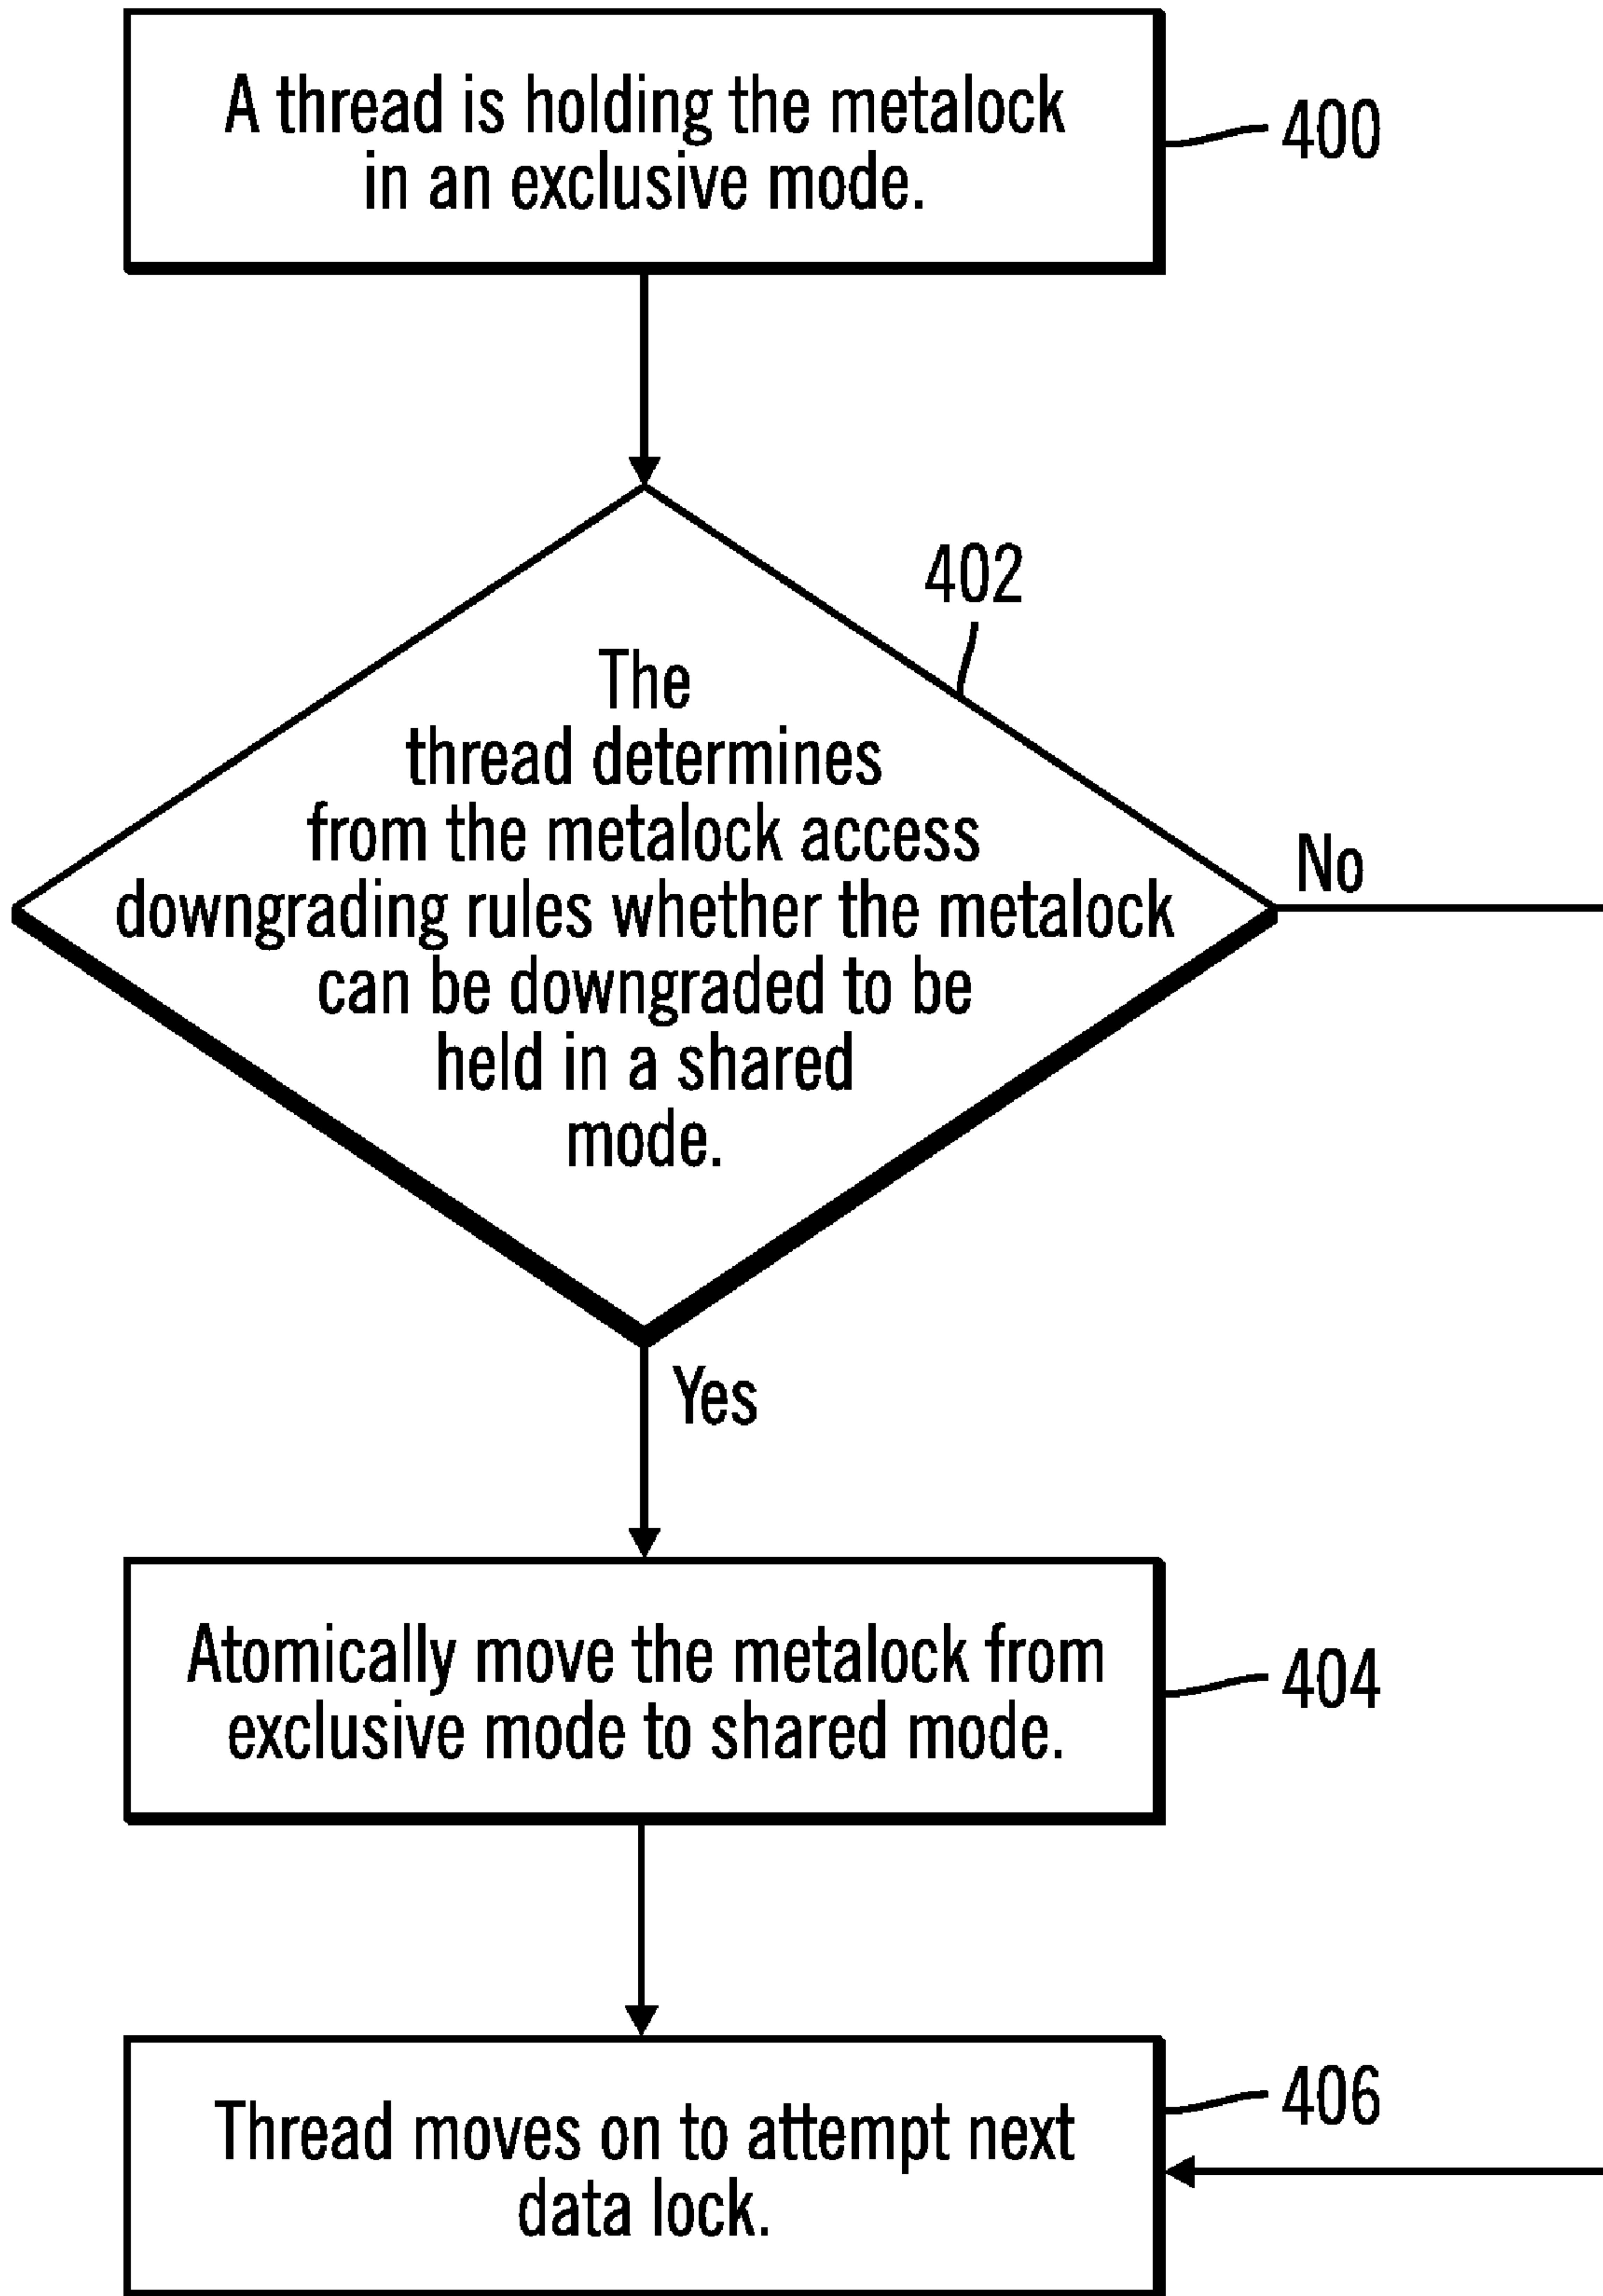 A thread is holding the metalock
in an exclusive mode.
400
402
The
thread determines
from the metalock access
downgrading rules whether the metalock
can be downgraded to be
held in a shared
mode.
No
Yes
Atomically move the metalock from
exclusive mode to shared mode.
404
Thread moves on to attempt next
data lock.
406